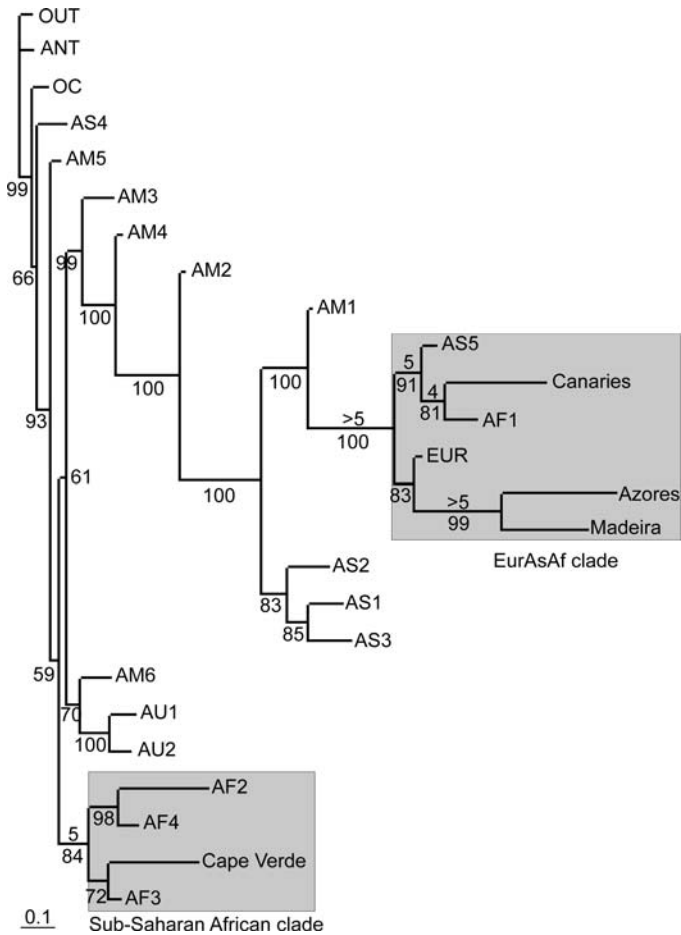 OUT
ANT
OC
AS4
AM5
99
AM3
AM4
99
66
AM2
100
AM1
100
100
AS5
5
91
Canaries
4
81
AF1
>5
100
93
EUR
83
Azores
>5
99
Madeira
100
61
EurAsAf clade
AS2
83
AS1
85
AS3
59
AM6
70
AU1
100
AU2
AF2
98
AF4
5
84
Cape Verde
72
AF3
0.1
Sub-Saharan African clade